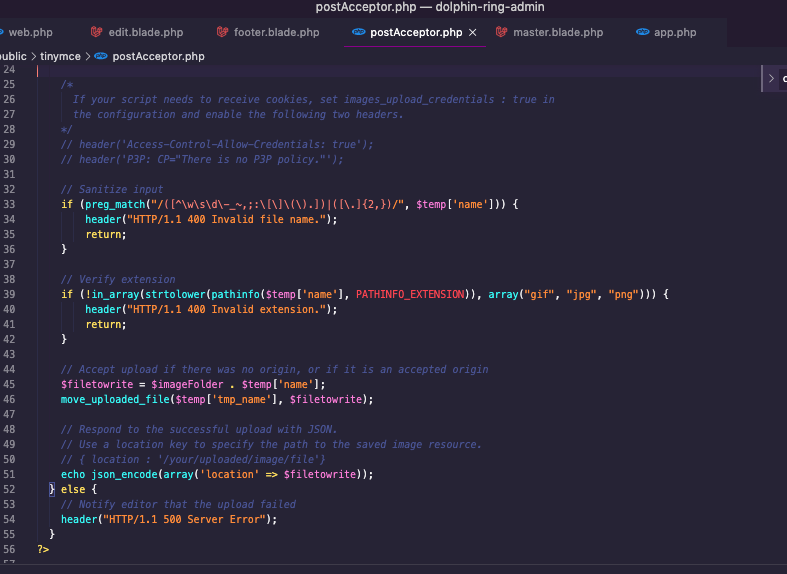 postAcceptor.php — dolphin-ring-admin
web.php edit.blade.php footer.blade.php postAcceptor.php × master.blade.php app.php
public > tinymce > postAcceptor.php
24
25 /*
26 If your script needs to receive cookies, set images_upload_credentials : true in
27 the configuration and enable the following two headers.
28 */
29 // header('Access-Control-Allow-Credentials: true');
30 // header('P3P: CP="There is no P3P policy."');
31
32 // Sanitize input
33 if (preg_match("/([^\w\s\d\-_~,;:\[\]\(\).])|([\.]{2,})/", $temp['name'])) {
34 header("HTTP/1.1 400 Invalid file name.");
35 return;
36 }
37
38 // Verify extension
39 if (!in_array(strtolower(pathinfo($temp['name'], PATHINFO_EXTENSION)), array("gif", "jpg", "png"))) {
40 header("HTTP/1.1 400 Invalid extension.");
41 return;
42 }
43
44 // Accept upload if there was no origin, or if it is an accepted origin
45 $filetowrite = $imageFolder . $temp['name'];
46 move_uploaded_file($temp['tmp_name'], $filetowrite);
47
48 // Respond to the successful upload with JSON.
49 // Use a location key to specify the path to the saved image resource.
50 // { location : '/your/uploaded/image/file'}
51 echo json_encode(array('location' => $filetowrite));
52 } else {
53 // Notify editor that the upload failed
54 header("HTTP/1.1 500 Server Error");
55 }
56 ?>